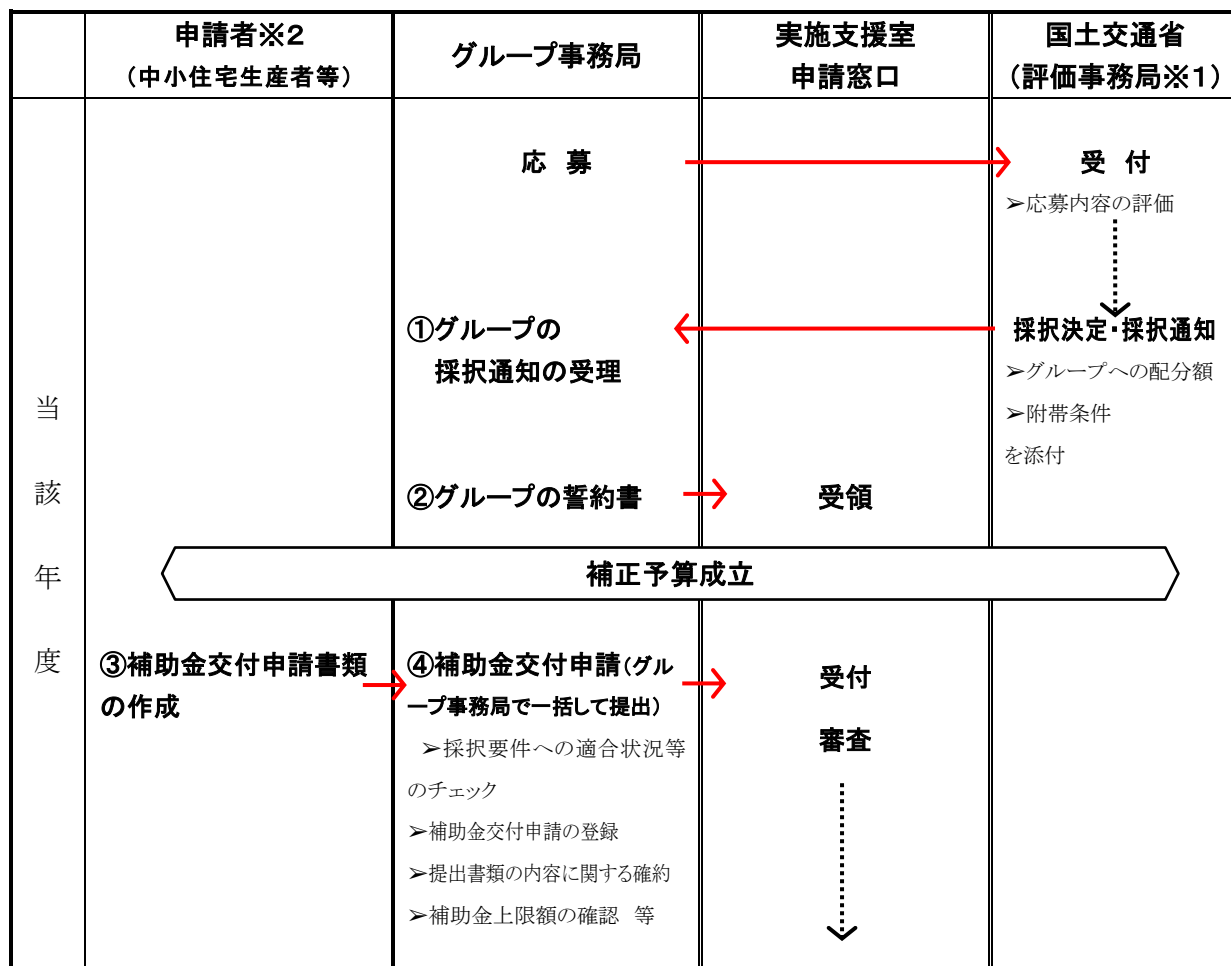 申請者※2
（中小住宅生産者等）
グループ事務局
実施支援室
申請窓口
国土交通省
（評価事務局※1）
当該年度
応 募
受 付
➢応募内容の評価
①グループの
採択通知の受理
採択決定・採択通知
➢グループへの配分額
➢附帯条件
を添付
②グループの誓約書
受領
補正予算成立
③補助金交付申請書類
の作成
④補助金交付申請（グル
ープ事務局で一括して提出）
➢採択要件への適合状況等
のチェック
➢補助金交付申請の登録
➢提出書類の内容に関する確約
➢補助金上限額の確認 等
受付
審査